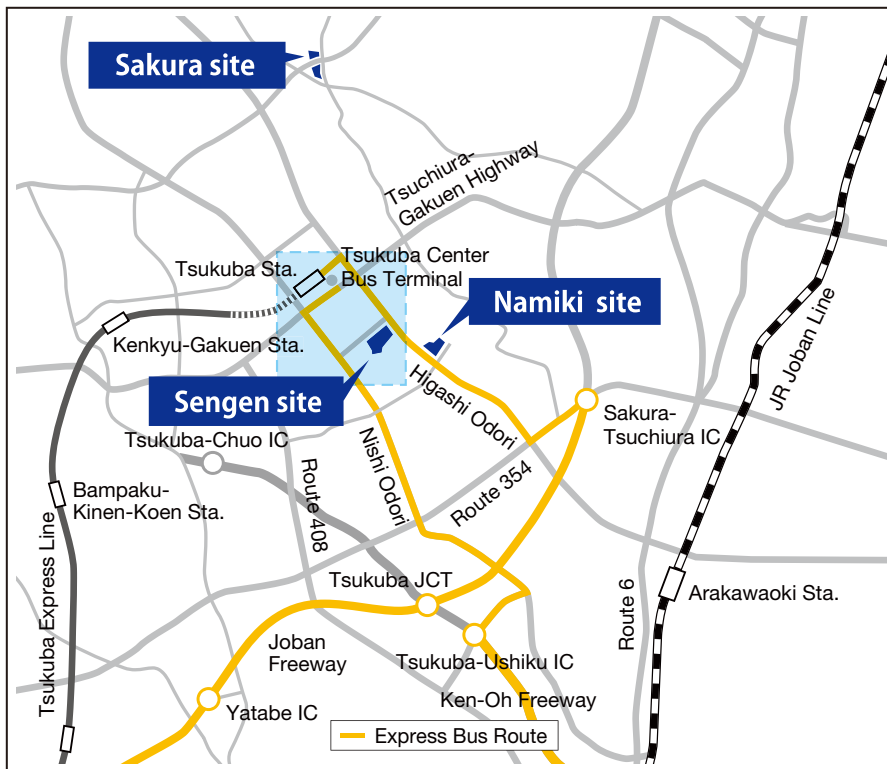 Sakura site
Tsuchiura-
Gakuen Highway
Tsukuba Sta.
Tsukuba Center
Bus Terminal
Namiki site
Kenkyu-Gakuen Sta.
Sengen site
Higashi Odori
JR Joban Line
Sakura-
Tsuchiura IC
Tsukuba-Chuo IC
Nishi Odori
Route 408
Route 354
Bampaku-
Kinen-Koen Sta.
Tsukuba Express Line
Tsukuba JCT
Arakawaoki Sta.
Route 6
Joban
Freeway
Tsukuba-Ushiku IC
Ken-Oh Freeway
Yatabe IC
Express Bus Route